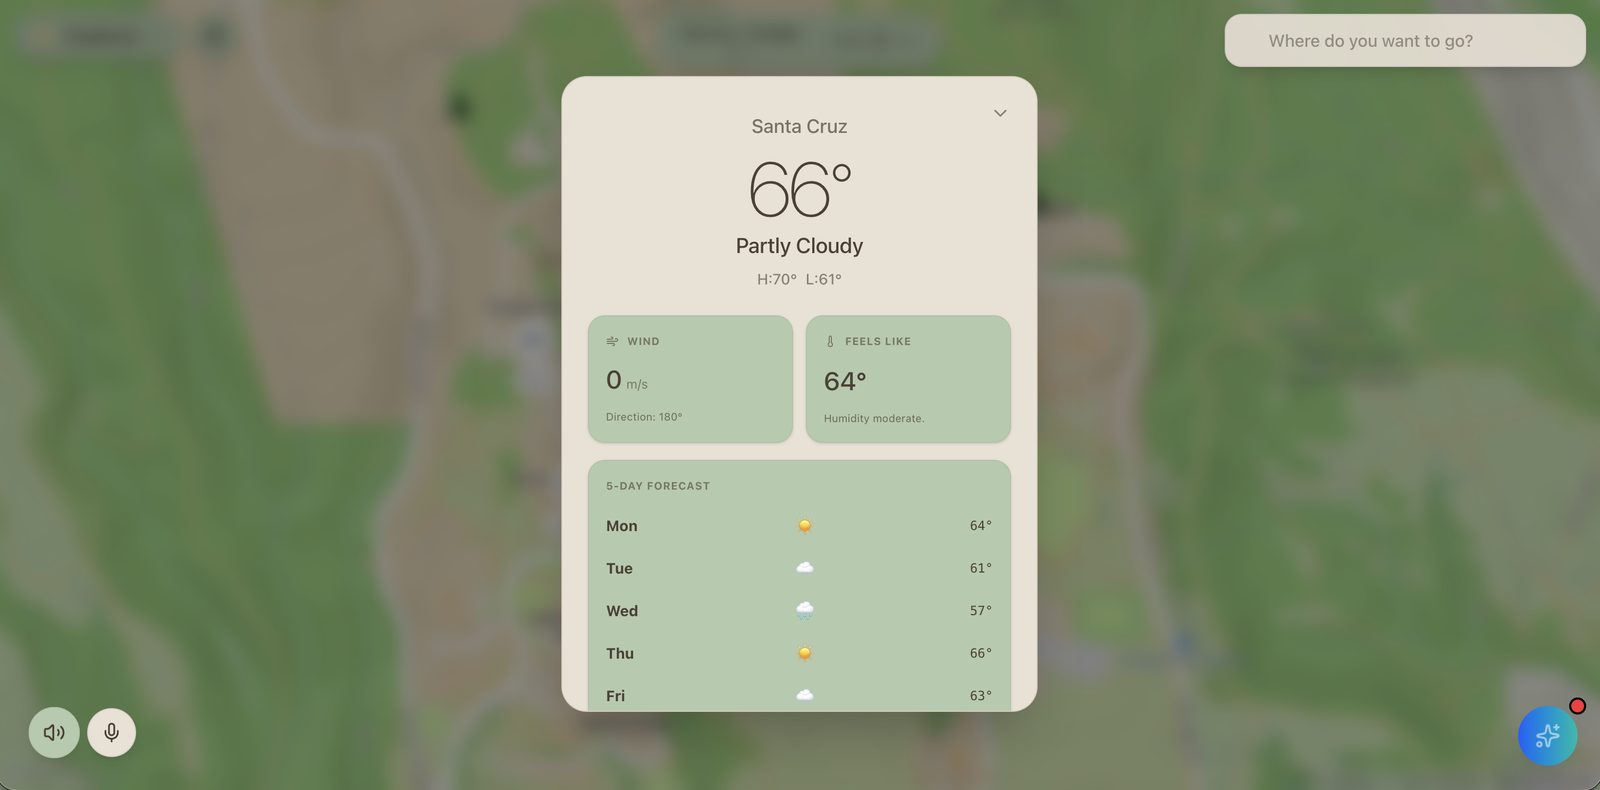 Where do you want to go?
Santa Cruz
66°
Partly Cloudy
H:70° L:61°
WIND
0 m/s
Direction: 180°
FEELS LIKE
64°
Humidity moderate.
5-DAY FORECAST
Mon 64°
Tue 61°
Wed 57°
Thu 66°
Fri 63°